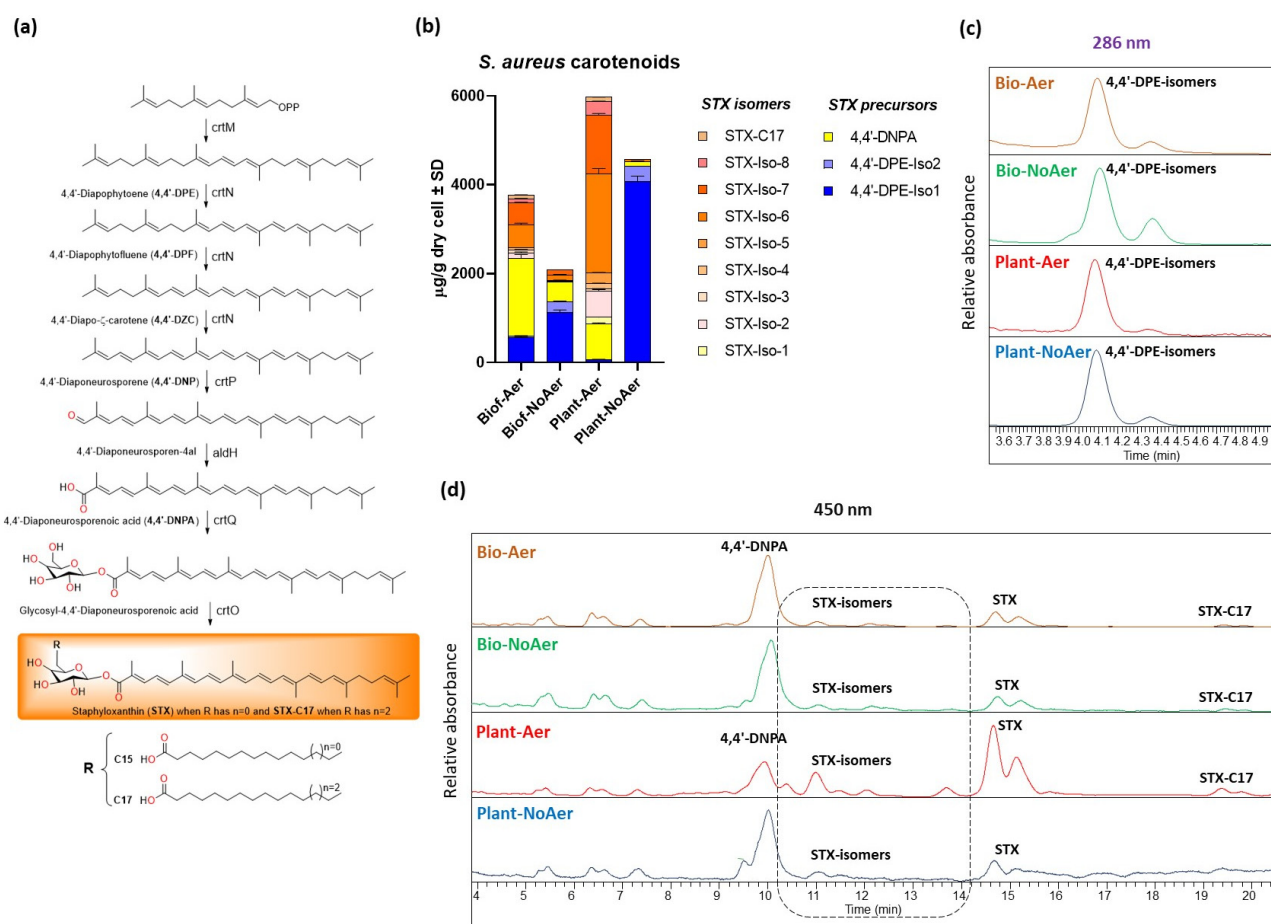 (a)
OPP
crtM
4,4'-Diapophytoene (4,4'-DPE)
crtN
4,4'-Diapophytofluene (4,4'-DPF)
crtN
4,4'-Diapo-ζ-carotene (4,4'-DZC)
crtN
4,4'-Diaponeurosporene (4,4'-DNP)
crtP
O
4,4'-Diaponeurosporen-4al
aldH
HO
O
4,4'-Diaponeurosporenoic acid (4,4'-DNPA)
crtQ
OH
HO
HO
OH
O
O
O
Glycosyl-4,4'-Diaponeurosporenoic acid
crtO
R
HO
HO
OH
O
O
O
Staphyloxanthin (STX) when R has n=0 and STX-C17 when R has n=2
R
C15 HO O n=0
C17 HO O n=2
(b)
S. aureus carotenoids
µg/g dry cell ± SD
6000
4000
2000
0
Biof-Aer
Biof-NoAer
Plant-Aer
Plant-NoAer
STX isomers
STX-C17
STX-Iso-8
STX-Iso-7
STX-Iso-6
STX-Iso-5
STX-Iso-4
STX-Iso-3
STX-Iso-2
STX-Iso-1
STX precursors
4,4'-DNPA
4,4'-DPE-Iso2
4,4'-DPE-Iso1
(c)
286 nm
Relative absorbance
Bio-Aer
4,4'-DPE-isomers
Bio-NoAer
4,4'-DPE-isomers
Plant-Aer
4,4'-DPE-isomers
Plant-NoAer
4,4'-DPE-isomers
3.6 3.7 3.8 3.9 4.0 4.1 4.2 4.3 4.4 4.5 4.6 4.7 4.8 4.9
Time (min)
(d)
450 nm
Relative absorbance
Bio-Aer
4,4'-DNPA
STX-isomers
STX
STX-C17
Bio-NoAer
STX-isomers
STX
STX-C17
Plant-Aer
4,4'-DNPA
STX-isomers
STX
STX-C17
Plant-NoAer
STX-isomers
STX
4 5 6 7 8 9 10 11 12 13 14 15 16 17 18 19 20
Time (min)